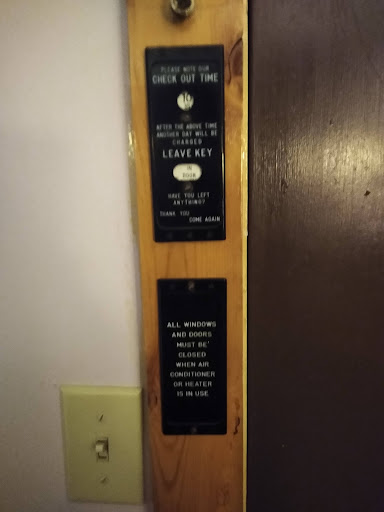 PLEASE NOTE OUR
CHECK OUT TIME
10
AFTER THE ABOVE TIME
ANOTHER DAY WILL BE
CHARGED
LEAVE KEY
IN
DOOR
HAVE YOU LEFT
ANYTHING?
THANK YOU
COME AGAIN
ALL WINDOWS
AND DOORS
MUST BE
CLOSED
WHEN AIR
CONDITIONER
OR HEATER
IS IN USE